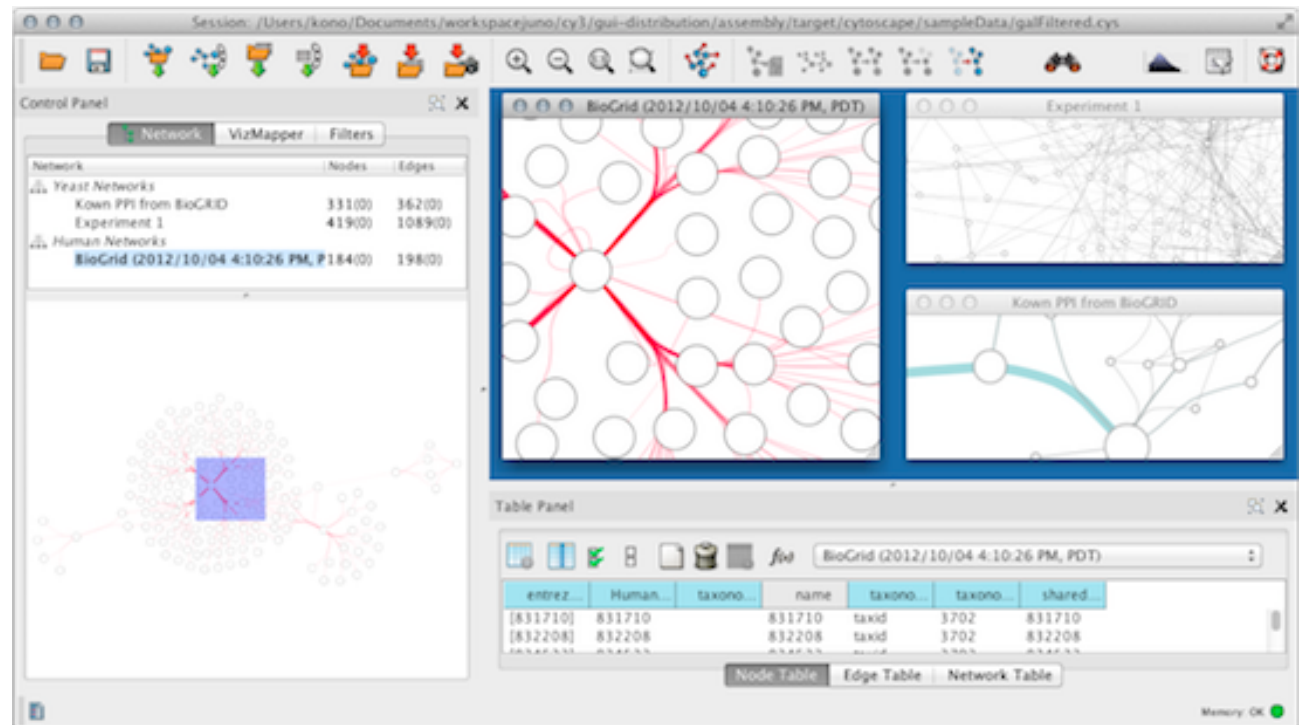 Session: /Users/kono/Documents/workspacejuno/cy3/gui-distribution/assembly/target/cytoscape/sampleData/galFiltered.cys
Control Panel
Network VizMapper Filters
Network Nodes Edges
Yeast Networks
Kown PPI from BioGRID 331(0) 362(0)
Experiment 1 419(0) 1089(0)
Human Networks
BioGrid (2012/10/04 4:10:26 PM, P 184(0) 198(0)
BioGrid (2012/10/04 4:10:26 PM, PDT)
Experiment 1
Kown PPI from BioGRID
Table Panel
f(x) BioGrid (2012/10/04 4:10:26 PM, PDT)
entrez... Human... taxono... name taxono... taxono... shared...
[831710] 831710 831710 taxid 3702 831710
[832208] 832208 832208 taxid 3702 832208
Node Table Edge Table Network Table
Memory: OK